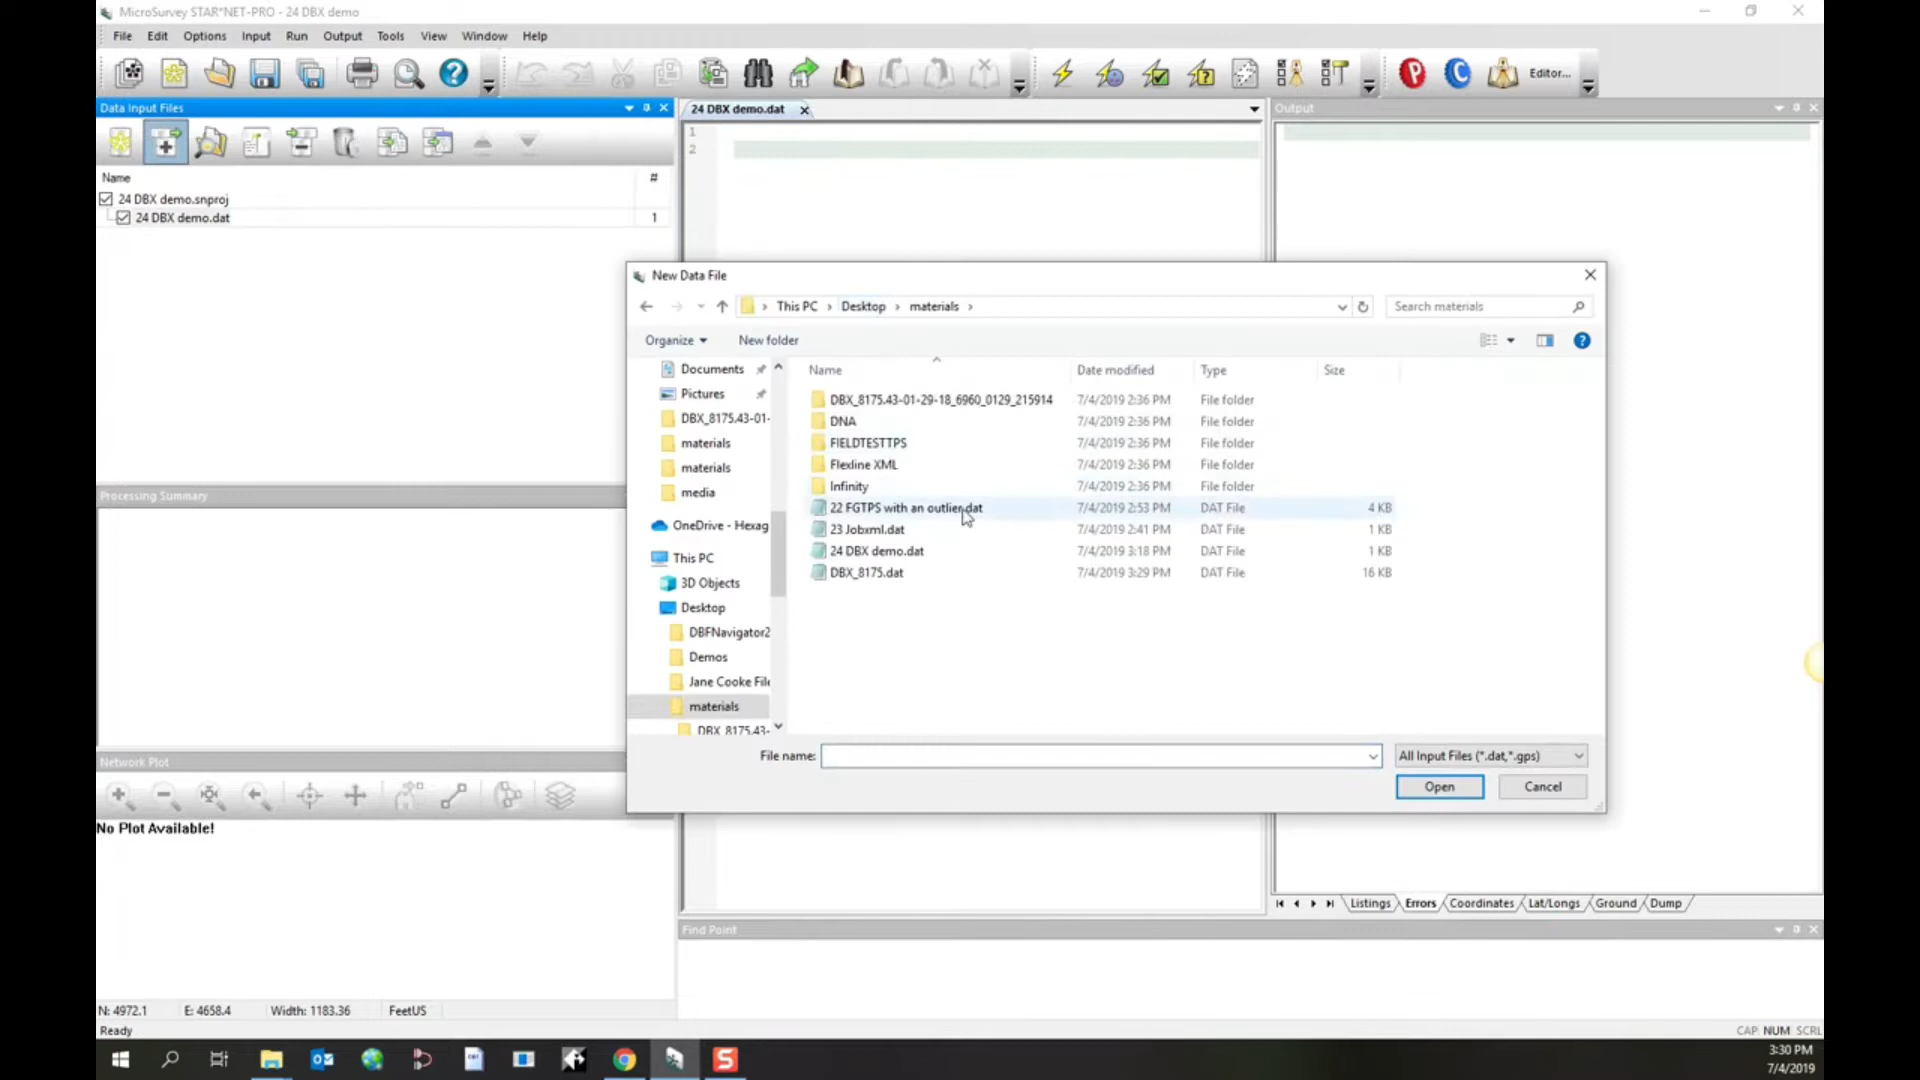 MicroSurvey STAR*NET-PRO - 24 DBX demo
File Edit Options Input Run Output Tools View Window Help
Editor...
Data Input Files
Name #
24 DBX demo.snproj
24 DBX demo.dat 1
24 DBX demo.dat
1
2
Output
New Data File
This PC › Desktop › materials ›
Search materials
Organize New folder
Name Date modified Type Size
Documents
Pictures
DBX_8175.43-01-
materials
materials
media
OneDrive - Hexag
This PC
3D Objects
Desktop
DBFNavigator2
Demos
Jane Cooke File
materials
DBX_8175.43-
DBX_8175.43-01-29-18_6960_0129_215914 7/4/2019 2:36 PM File folder
DNA 7/4/2019 2:36 PM File folder
FIELDTESTTPS 7/4/2019 2:36 PM File folder
Flexline XML 7/4/2019 2:36 PM File folder
Infinity 7/4/2019 2:36 PM File folder
22 FGTPS with an outlier.dat 7/4/2019 2:53 PM DAT File 4 KB
23 Jobxml.dat 7/4/2019 2:41 PM DAT File 1 KB
24 DBX demo.dat 7/4/2019 3:18 PM DAT File 1 KB
DBX_8175.dat 7/4/2019 3:29 PM DAT File 16 KB
File name: All Input Files (*.dat,*.gps)
Open Cancel
Processing Summary
Network Plot
No Plot Available!
Listings Errors Coordinates Lat/Longs Ground Dump
Find Point
N: 4972.1 E: 4658.4 Width: 1183.36 FeetUS
Ready
CAP NUM SCRL
3:30 PM
7/4/2019